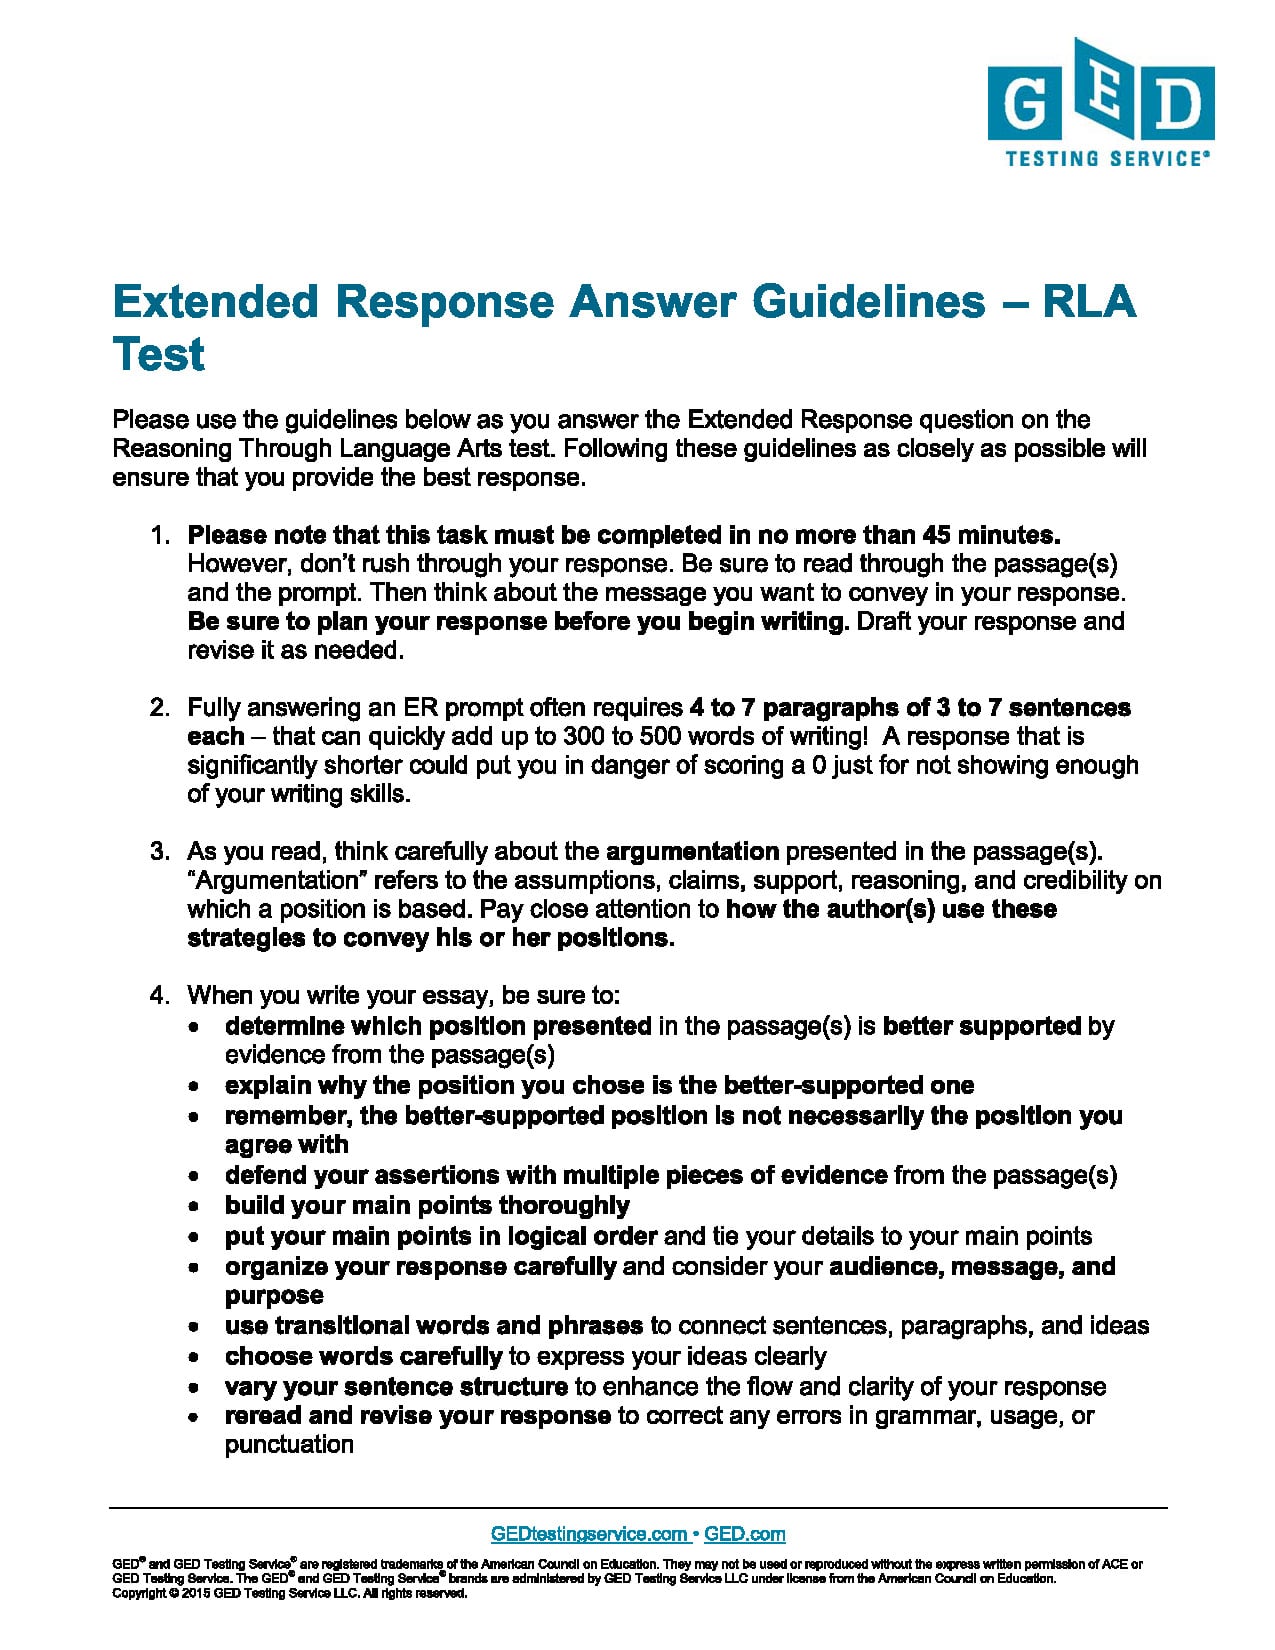 GED
TESTING SERVICE®
Extended Response Answer Guidelines – RLA
Test
Please use the guidelines below as you answer the Extended Response question on the
Reasoning Through Language Arts test. Following these guidelines as closely as possible will
ensure that you provide the best response.
1. Please note that this task must be completed in no more than 45 minutes.
However, don’t rush through your response. Be sure to read through the passage(s)
and the prompt. Then think about the message you want to convey in your response.
Be sure to plan your response before you begin writing. Draft your response and
revise it as needed.
2. Fully answering an ER prompt often requires 4 to 7 paragraphs of 3 to 7 sentences
each – that can quickly add up to 300 to 500 words of writing! A response that is
significantly shorter could put you in danger of scoring a 0 just for not showing enough
of your writing skills.
3. As you read, think carefully about the argumentation presented in the passage(s).
“Argumentation” refers to the assumptions, claims, support, reasoning, and credibility on
which a position is based. Pay close attention to how the author(s) use these
strategies to convey his or her positions.
4. When you write your essay, be sure to:
• determine which position presented in the passage(s) is better supported by
evidence from the passage(s)
• explain why the position you chose is the better-supported one
• remember, the better-supported position is not necessarily the position you
agree with
• defend your assertions with multiple pieces of evidence from the passage(s)
• build your main points thoroughly
• put your main points in logical order and tie your details to your main points
• organize your response carefully and consider your audience, message, and
purpose
• use transitional words and phrases to connect sentences, paragraphs, and ideas
• choose words carefully to express your ideas clearly
• vary your sentence structure to enhance the flow and clarity of your response
• reread and revise your response to correct any errors in grammar, usage, or
punctuation
GEDtestingservice.com • GED.com
GED® and GED Testing Service® are registered trademarks of the American Council on Education. They may not be used or reproduced without the express written permission of ACE or
GED Testing Service. The GED® and GED Testing Service® brands are administered by GED Testing Service LLC under license from the American Council on Education.
Copyright © 2015 GED Testing Service LLC. All rights reserved.